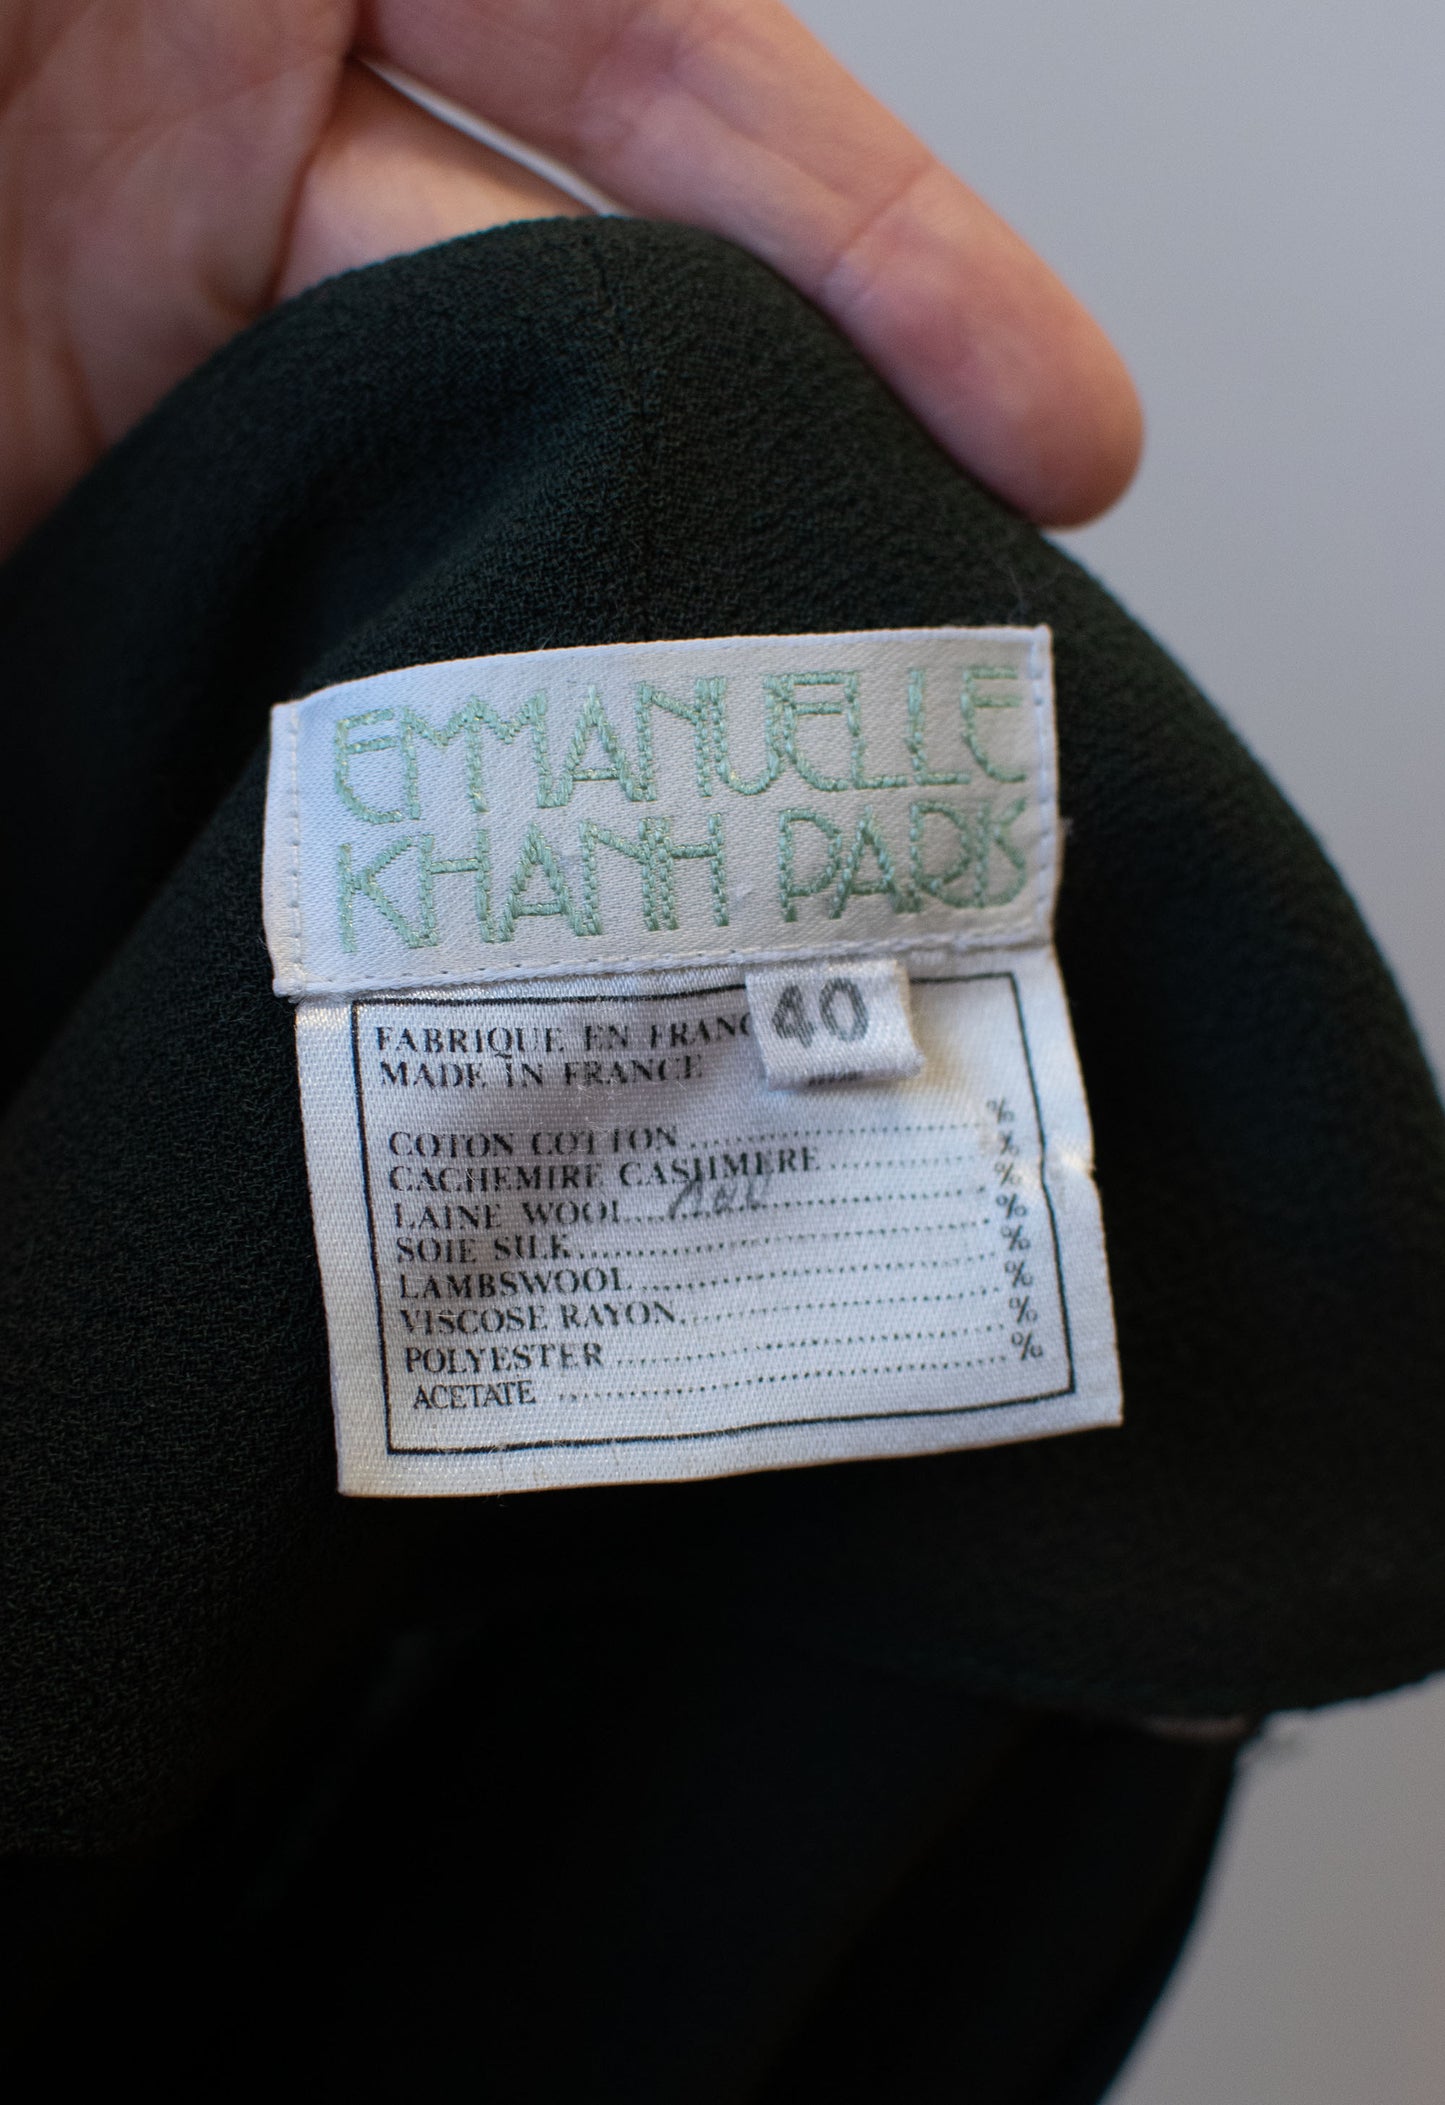 EMMANUELLE
KHANH PARIS
40
FABRIQUE EN FRANC
MADE IN FRANCE
COTON COTTON .......... %
CACHEMIRE CASHMERE .......... %
LAINE WOOL .......... 100 %
SOIE SILK .......... %
LAMBSWOOL .......... %
VISCOSE RAYON .......... %
POLYESTER .......... %
ACETATE .......... %